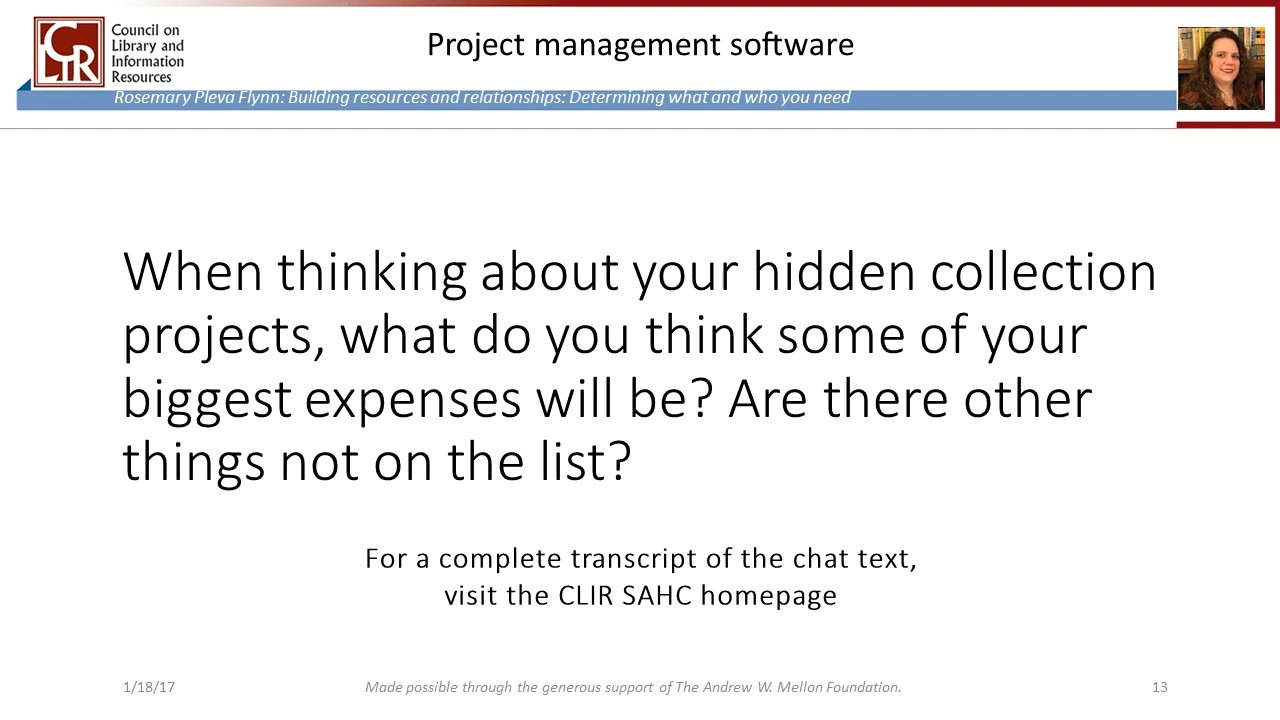 CLIR
Council on
Library and
Information
Resources
Project management software
Rosemary Pleva Flynn: Building resources and relationships: Determining what and who you need
When thinking about your hidden collection
projects, what do you think some of your
biggest expenses will be? Are there other
things not on the list?
For a complete transcript of the chat text,
visit the CLIR SAHC homepage
1/18/17
Made possible through the generous support of The Andrew W. Mellon Foundation.
13